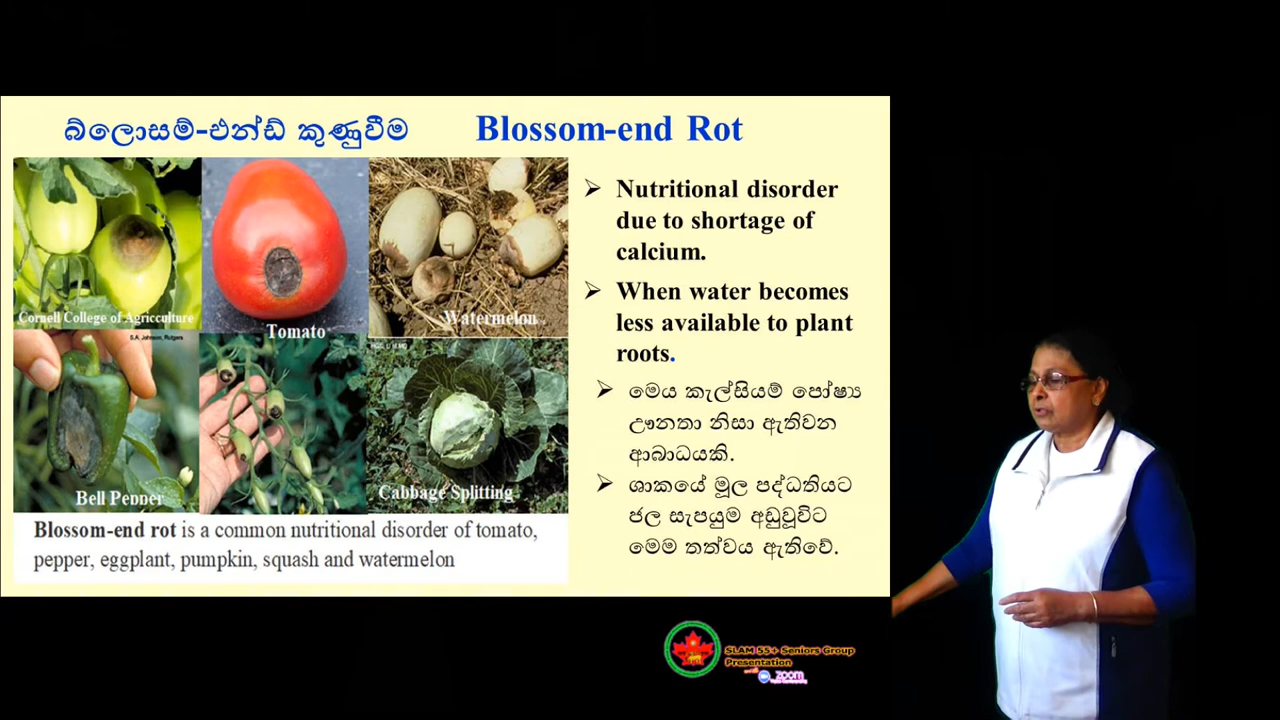 බ්ලොසම්-එන්ඩ් කුණුවීම
Blossom-end Rot
Cornell College of Agricculture
Tomato
Watermelon
S.A. Johnson, Rutgers
Bell Pepper
Cabbage Splitting
Blossom-end rot is a common nutritional disorder of tomato,
pepper, eggplant, pumpkin, squash and watermelon
Nutritional disorder
due to shortage of
calcium.
When water becomes
less available to plant
roots.
මෙය කැල්සියම් පෝෂ්‍ය
ඌනතා නිසා ඇතිවන
ආබාධයකි.
ශාකයේ මූල පද්ධතියට
ජල සැපයුම අඩුවූවිට
මෙම තත්වය ඇතිවේ.
SLAM 55+ Seniors Group
Presentation
zoom